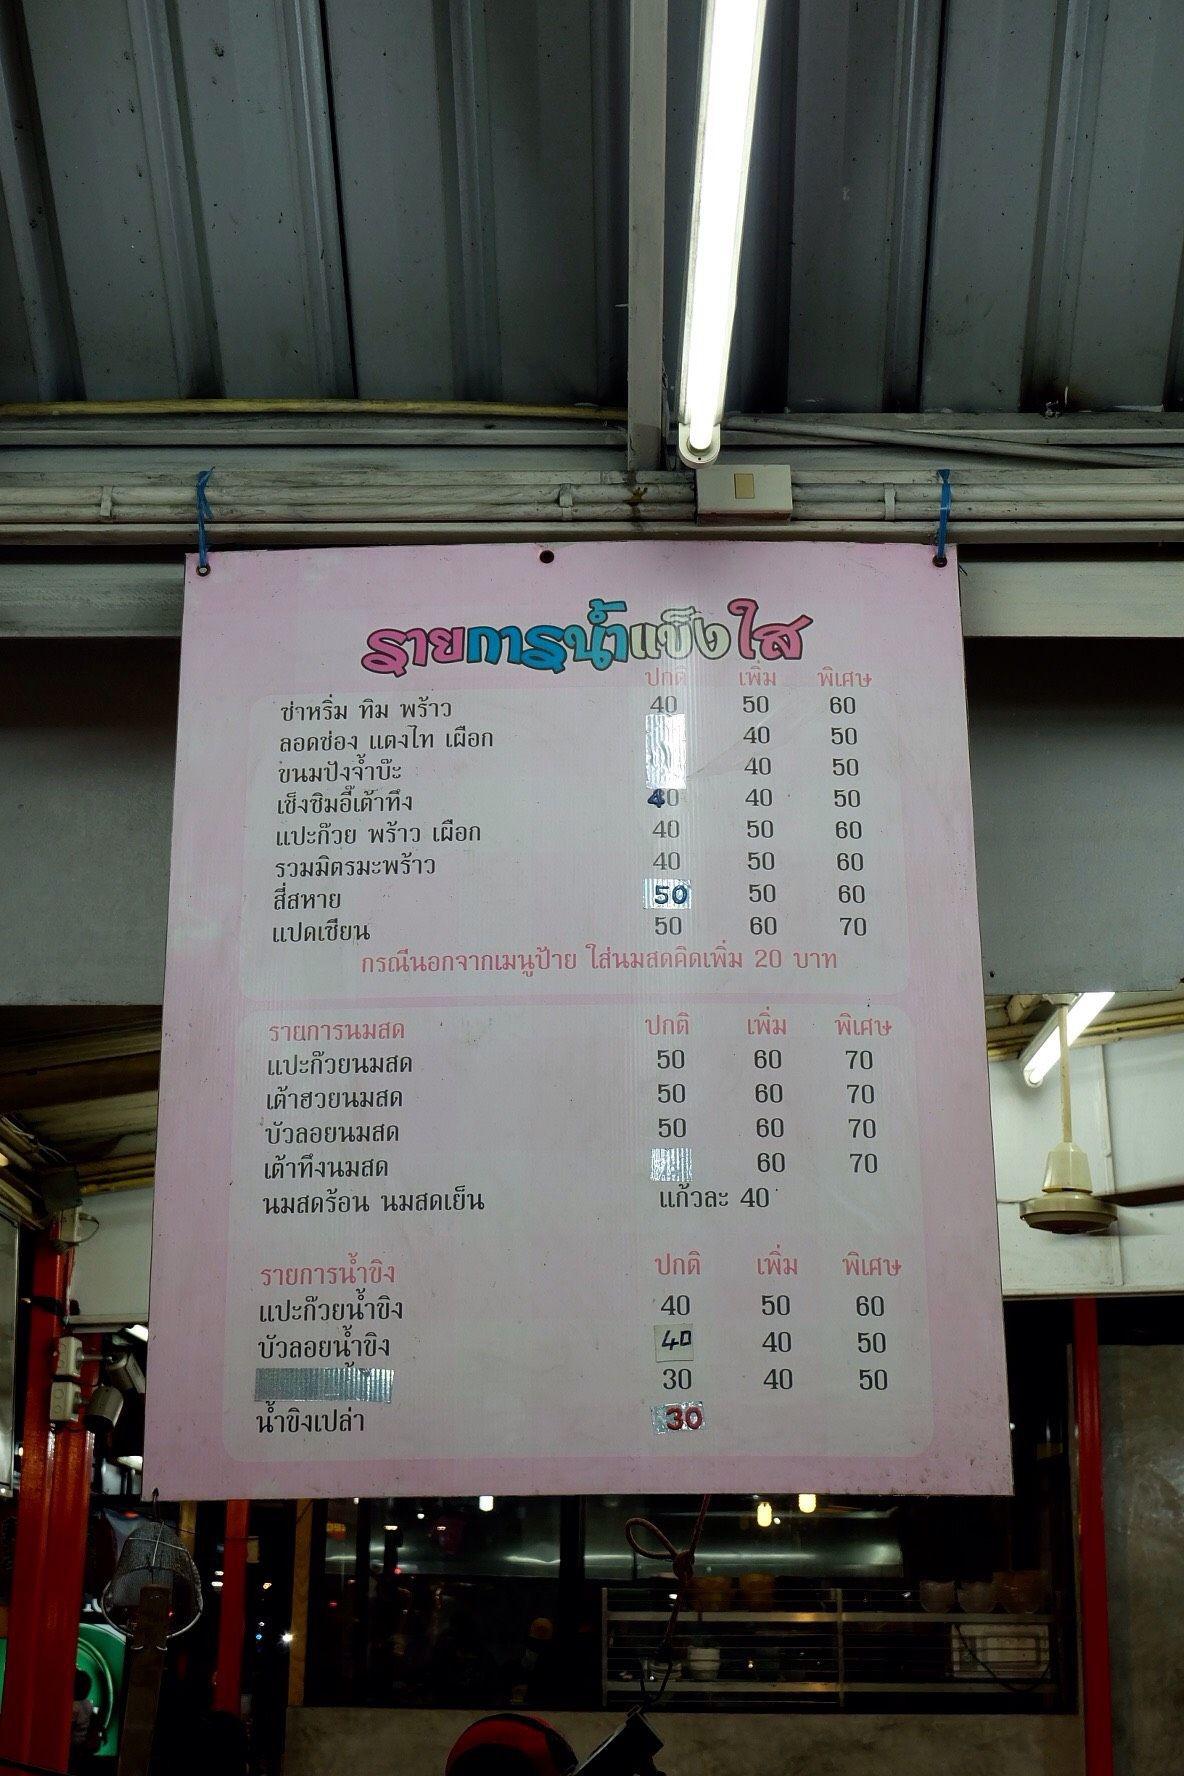 รายการน้ำแข็งใส
ปกติ เพิ่ม พิเศษ
ซ่าหริ่ม ทิม พร้าว 40 50 60
ลอดช่อง แตงไท เผือก 40 50
ขนมปังจ้ำบ๊ะ 40 50
เช็งซิมอี๊เต้าทึง 40 40 50
แปะก๊วย พร้าว เผือก 40 50 60
รวมมิตรมะพร้าว 40 50 60
สี่สหาย 50 50 60
แปดเซียน 50 60 70
กรณีนอกจากเมนูป้าย ใส่นมสดคิดเพิ่ม 20 บาท
รายการนมสด ปกติ เพิ่ม พิเศษ
แปะก๊วยนมสด 50 60 70
เต้าฮวยนมสด 50 60 70
บัวลอยนมสด 50 60 70
เต้าทึงนมสด 60 70
นมสดร้อน นมสดเย็น แก้วละ 40
รายการน้ำขิง ปกติ เพิ่ม พิเศษ
แปะก๊วยน้ำขิง 40 50 60
บัวลอยน้ำขิง 40 40 50
30 40 50
น้ำขิงเปล่า 30